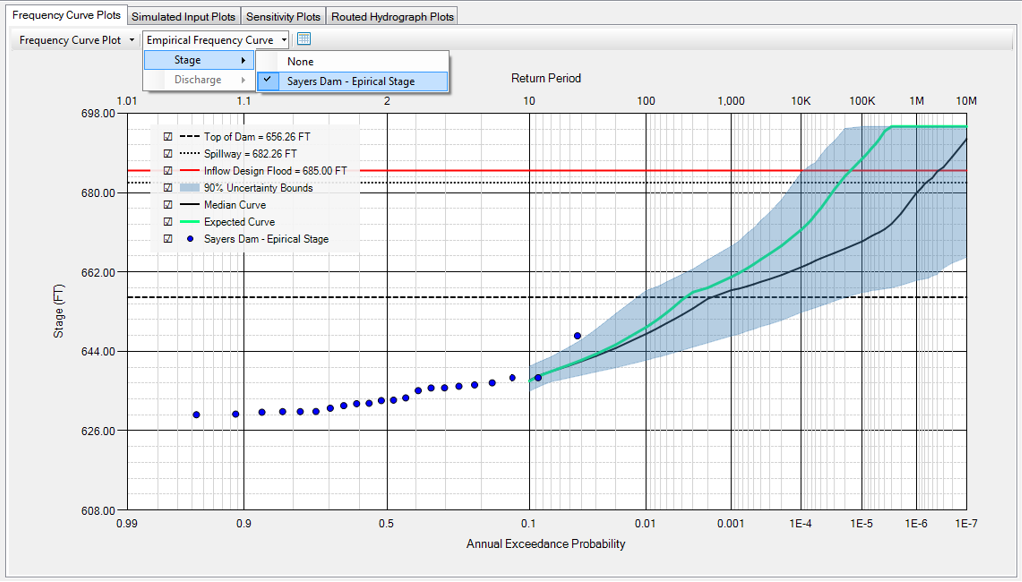 Frequency Curve Plots Simulated Input Plots Sensitivity Plots Routed Hydrograph Plots
Frequency Curve Plot Empirical Frequency Curve
Stage None
Discharge Sayers Dam - Epirical Stage
Return Period
1.01 1.1 2 10 100 1,000 10K 100K 1M 10M
698.00
680.00
662.00
644.00
626.00
608.00
Stage (FT)
Top of Dam = 656.26 FT
Spillway = 682.26 FT
Inflow Design Flood = 685.00 FT
90% Uncertainty Bounds
Median Curve
Expected Curve
Sayers Dam - Epirical Stage
0.99 0.9 0.5 0.1 0.01 0.001 1E-4 1E-5 1E-6 1E-7
Annual Exceedance Probability